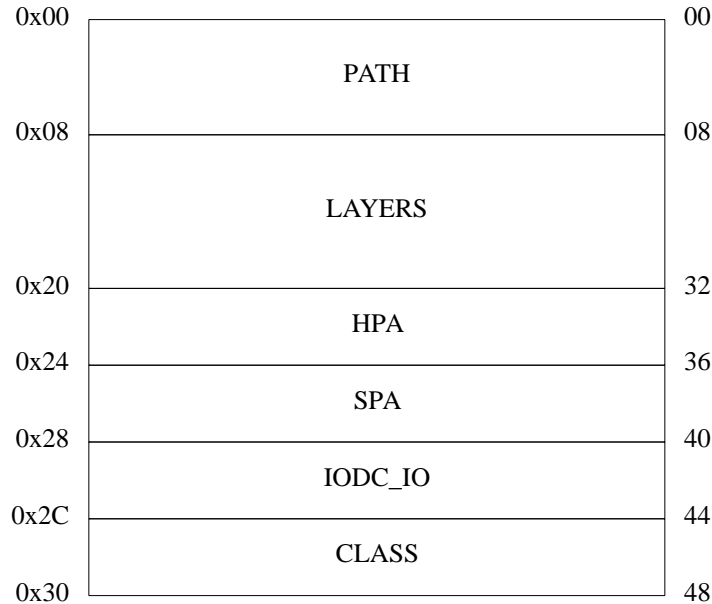 0x00 00
PATH
0x08 08
LAYERS
0x20 32
HPA
0x24 36
SPA
0x28 40
IODC_IO
0x2C 44
CLASS
0x30 48